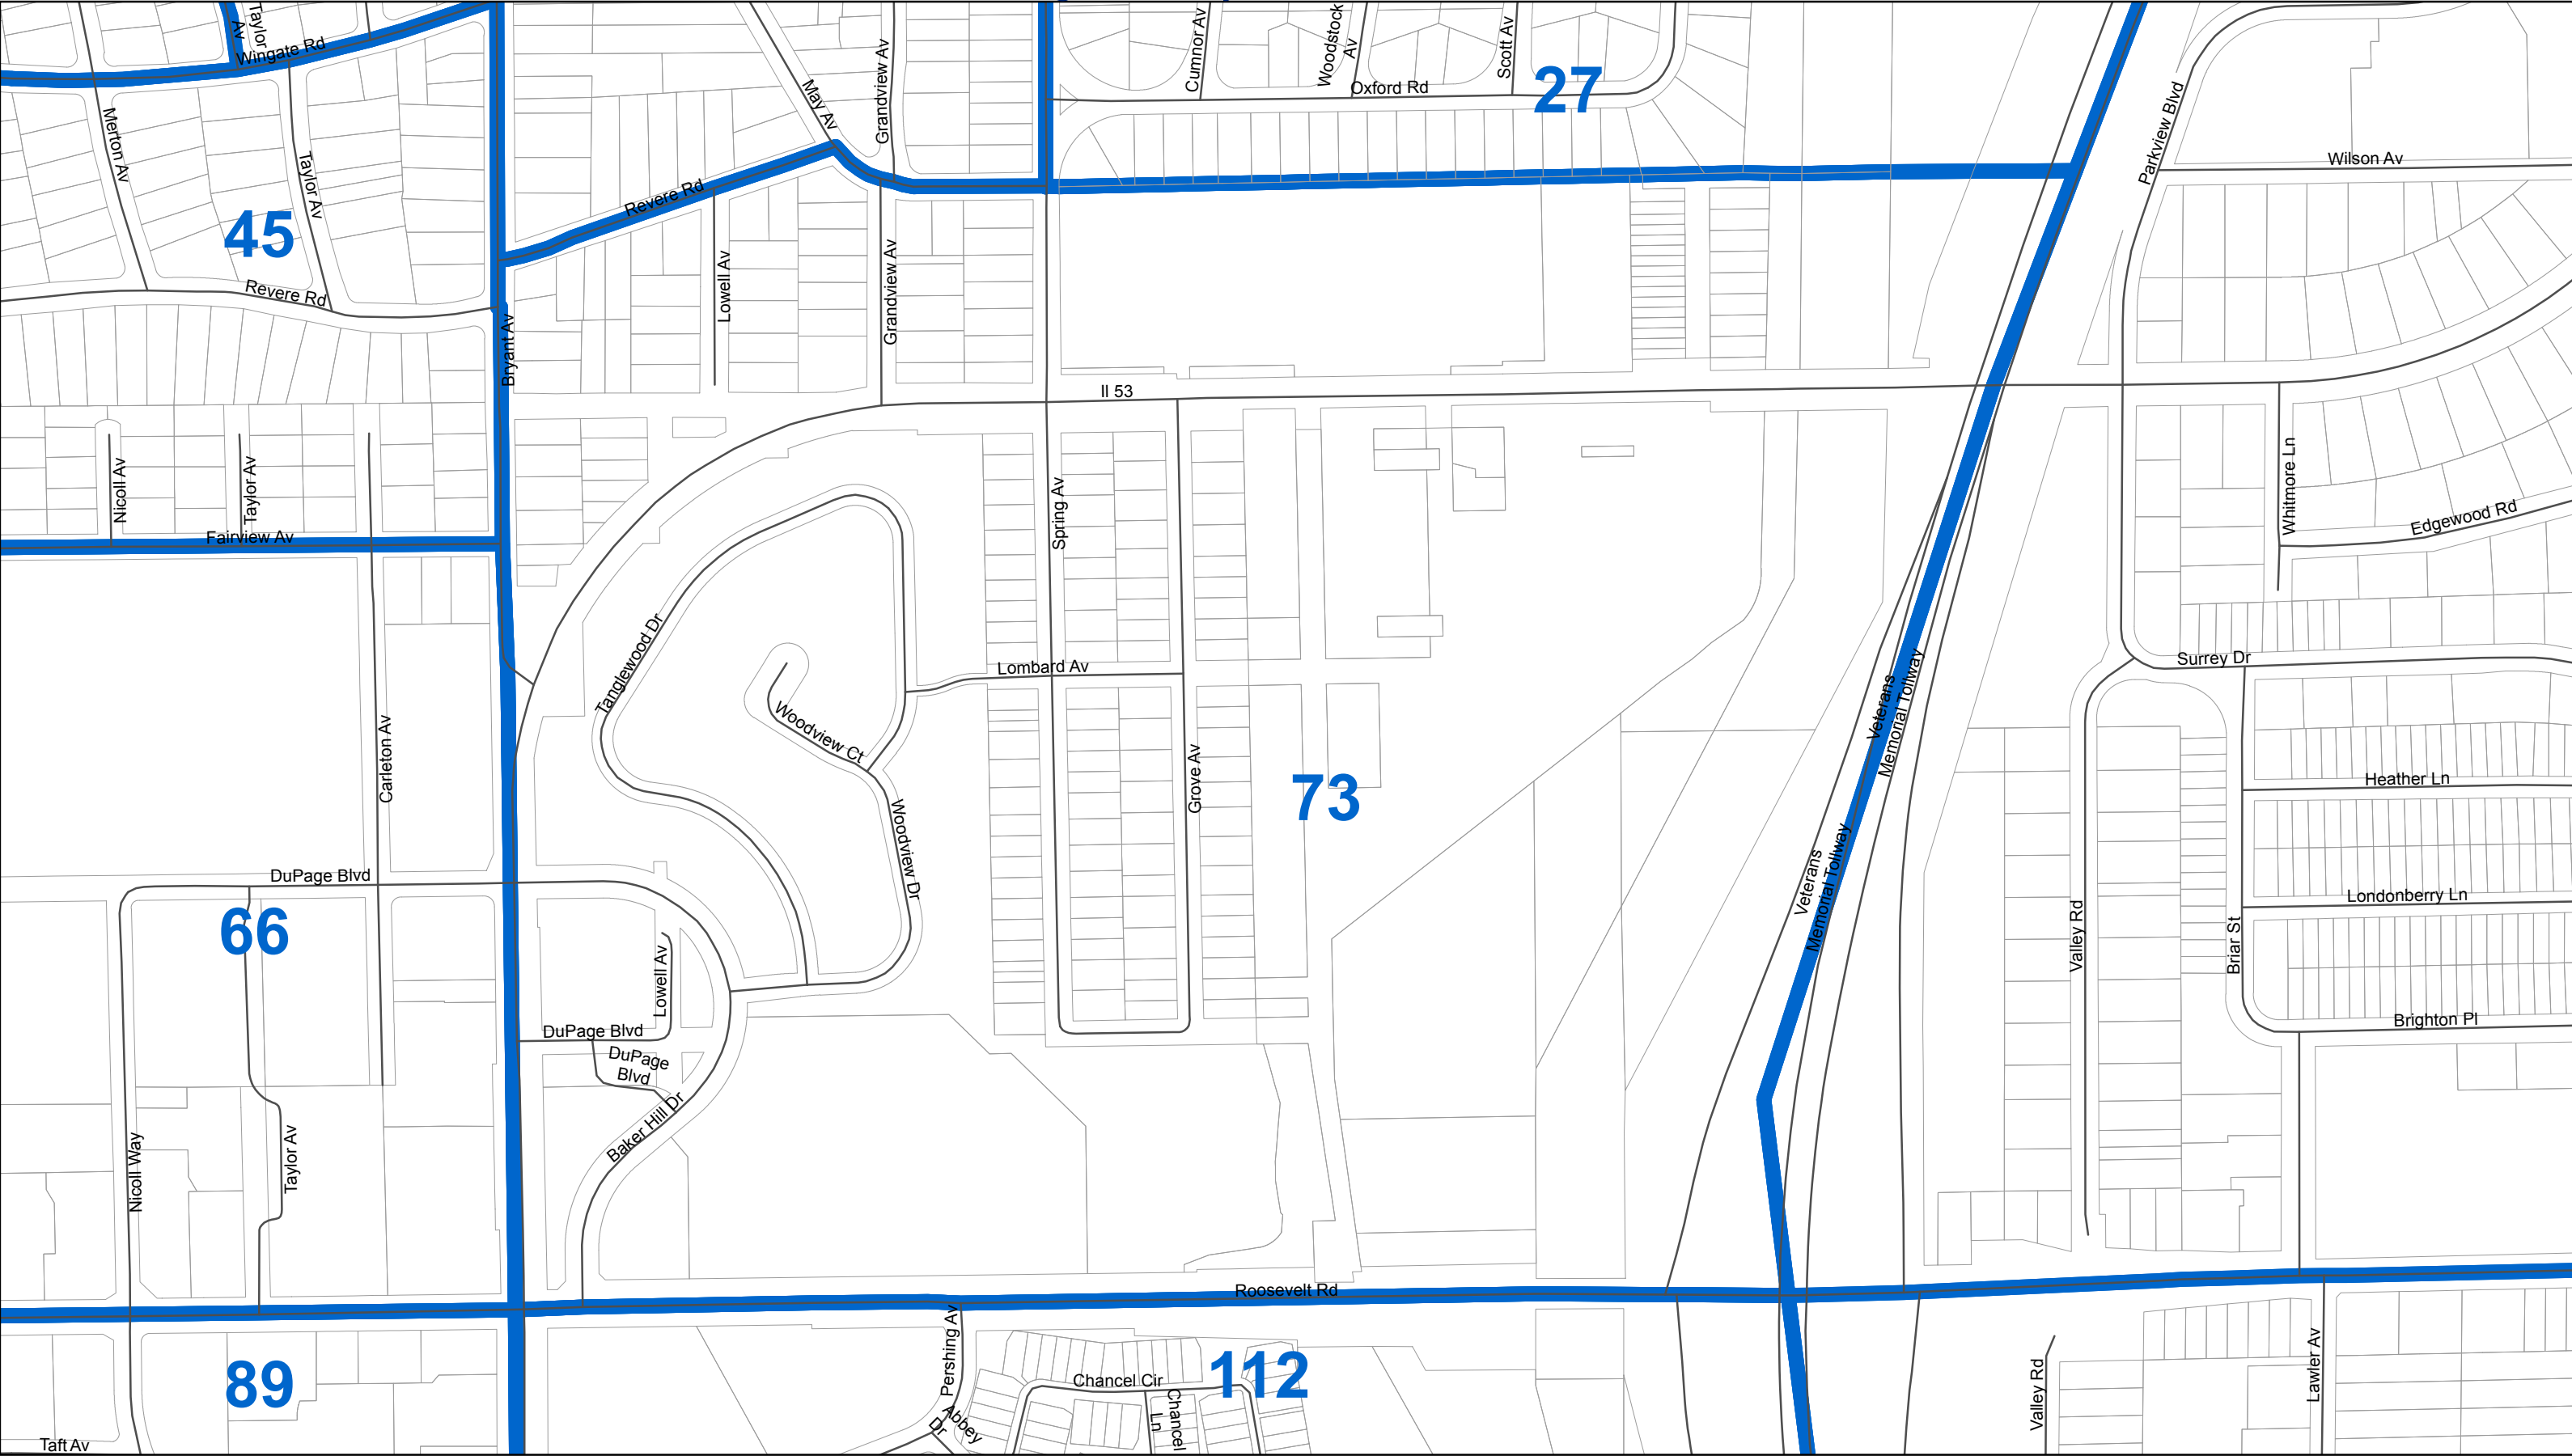 Taylor
Av
Wingate Rd
Merton Av
Taylor Av
45
Revere Rd
Bryant Av
Revere Rd
May Av
Grandview Av
Lowell Av
Grandview Av
Cumnor Av
Woodstock
Av
Scott Av
Oxford Rd
27
Parkview Blvd
Wilson Av
Il 53
Nicoll Av
Taylor Av
Fairview Av
Spring Av
Whitmore Ln
Edgewood Rd
Tanglewood Dr
Lombard Av
Surrey Dr
Woodview Ct
Carleton Av
Grove Av
73
Veterans
Memorial Tollway
Heather Ln
Woodview Dr
DuPage Blvd
66
Veterans
Memorial Tollway
Londonberry Ln
Valley Rd
Briar St
Lowell Av
DuPage Blvd
DuPage
Blvd
Brighton Pl
Baker Hill Dr
Nicoll Way
Taylor Av
Roosevelt Rd
89
Pershing Av
Chancel Cir
112
Chancel
Ln
Abbey
Dr
Valley Rd
Lawler Av
Taft Av